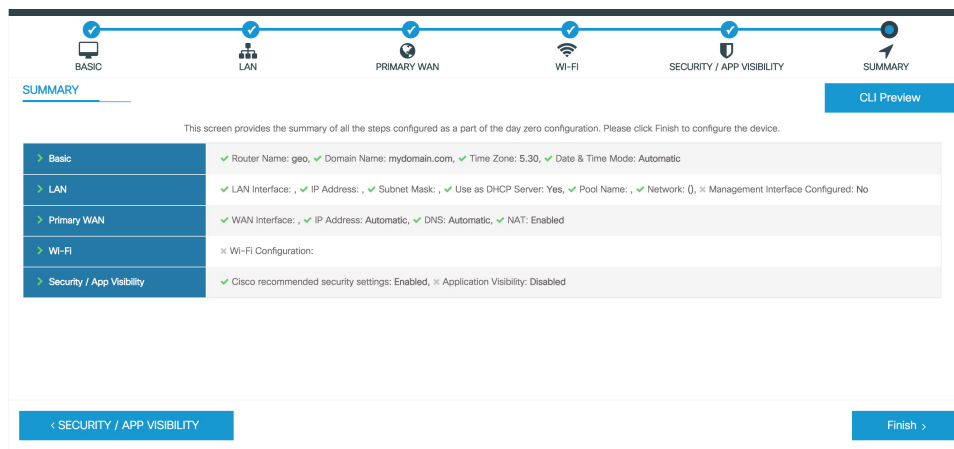 BASIC
LAN
PRIMARY WAN
WI-FI
SECURITY / APP VISIBILITY
SUMMARY
SUMMARY
CLI Preview
This screen provides the summary of all the steps configured as a part of the day zero configuration. Please click Finish to configure the device.
Basic
Router Name: geo, Domain Name: mydomain.com, Time Zone: 5.30, Date & Time Mode: Automatic
LAN
LAN Interface: , IP Address: , Subnet Mask: , Use as DHCP Server: Yes, Pool Name: , Network: (), Management Interface Configured: No
Primary WAN
WAN Interface: , IP Address: Automatic, DNS: Automatic, NAT: Enabled
Wi-Fi
Wi-Fi Configuration:
Security / App Visibility
Cisco recommended security settings: Enabled, Application Visibility: Disabled
< SECURITY / APP VISIBILITY
Finish >